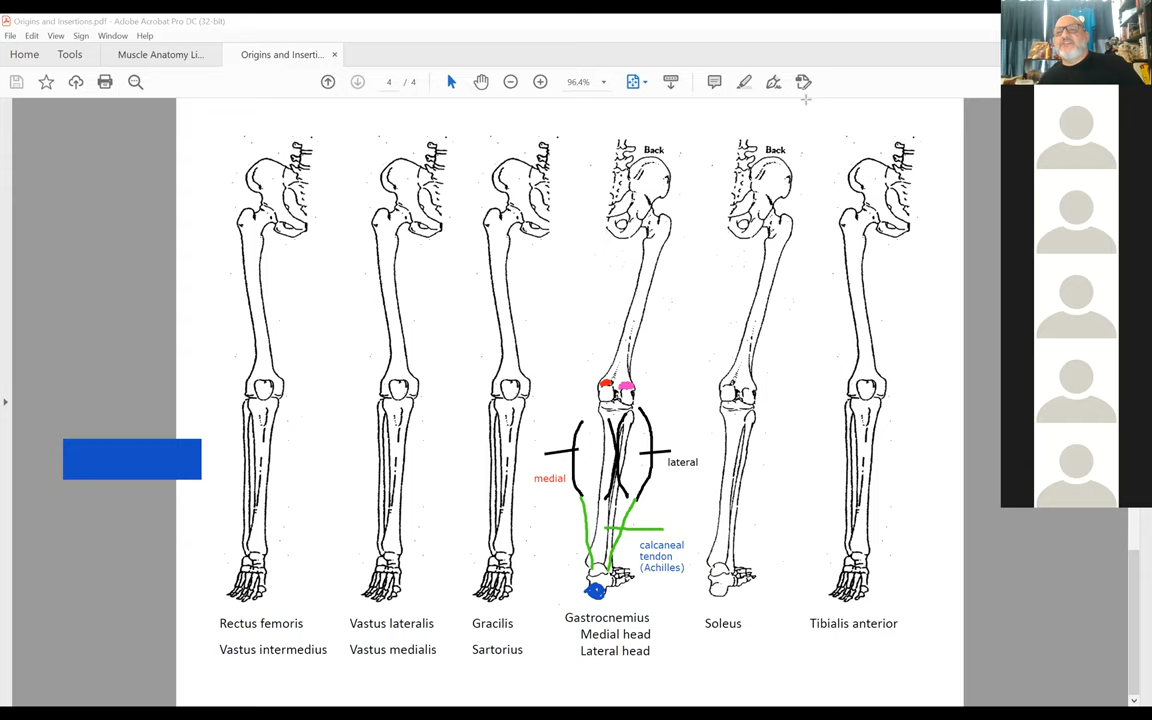 Origins and Insertions.pdf - Adobe Acrobat Pro DC (32-bit)
File Edit View Sign Window Help
Home Tools Muscle Anatomy Li... Origins and Inserti... ×
4 / 4 96.4%
Back Back
medial
lateral
calcaneal
tendon
(Achilles)
Rectus femoris
Vastus intermedius
Vastus lateralis
Vastus medialis
Gracilis
Sartorius
Gastrocnemius
Medial head
Lateral head
Soleus
Tibialis anterior